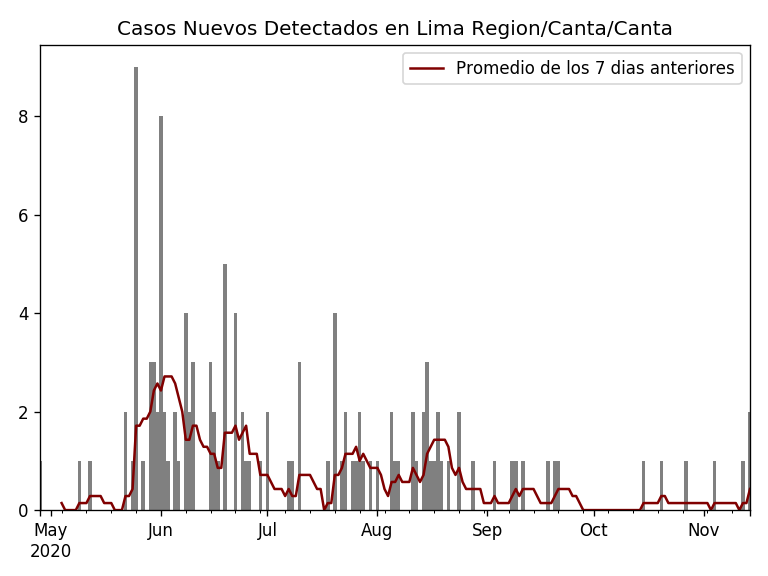 Casos Nuevos Detectados en Lima Region/Canta/Canta
Promedio de los 7 dias anteriores
8
6
4
2
0
May Jun Jul Aug Sep Oct Nov
2020